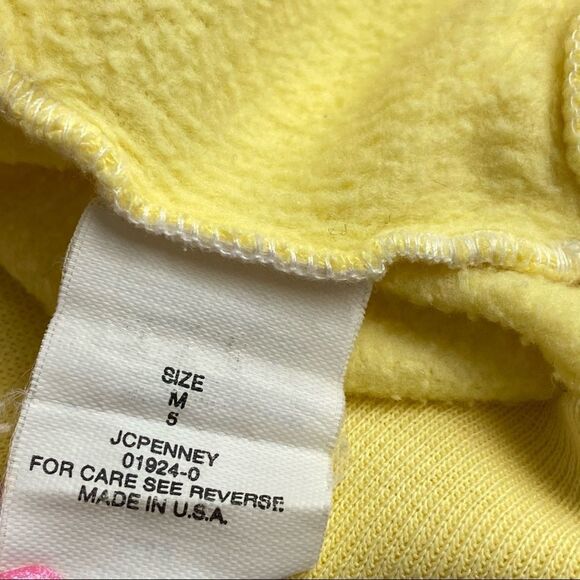 SIZE
M
5
JCPENNEY
01924-0
FOR CARE SEE REVERSE
MADE IN U.S.A.